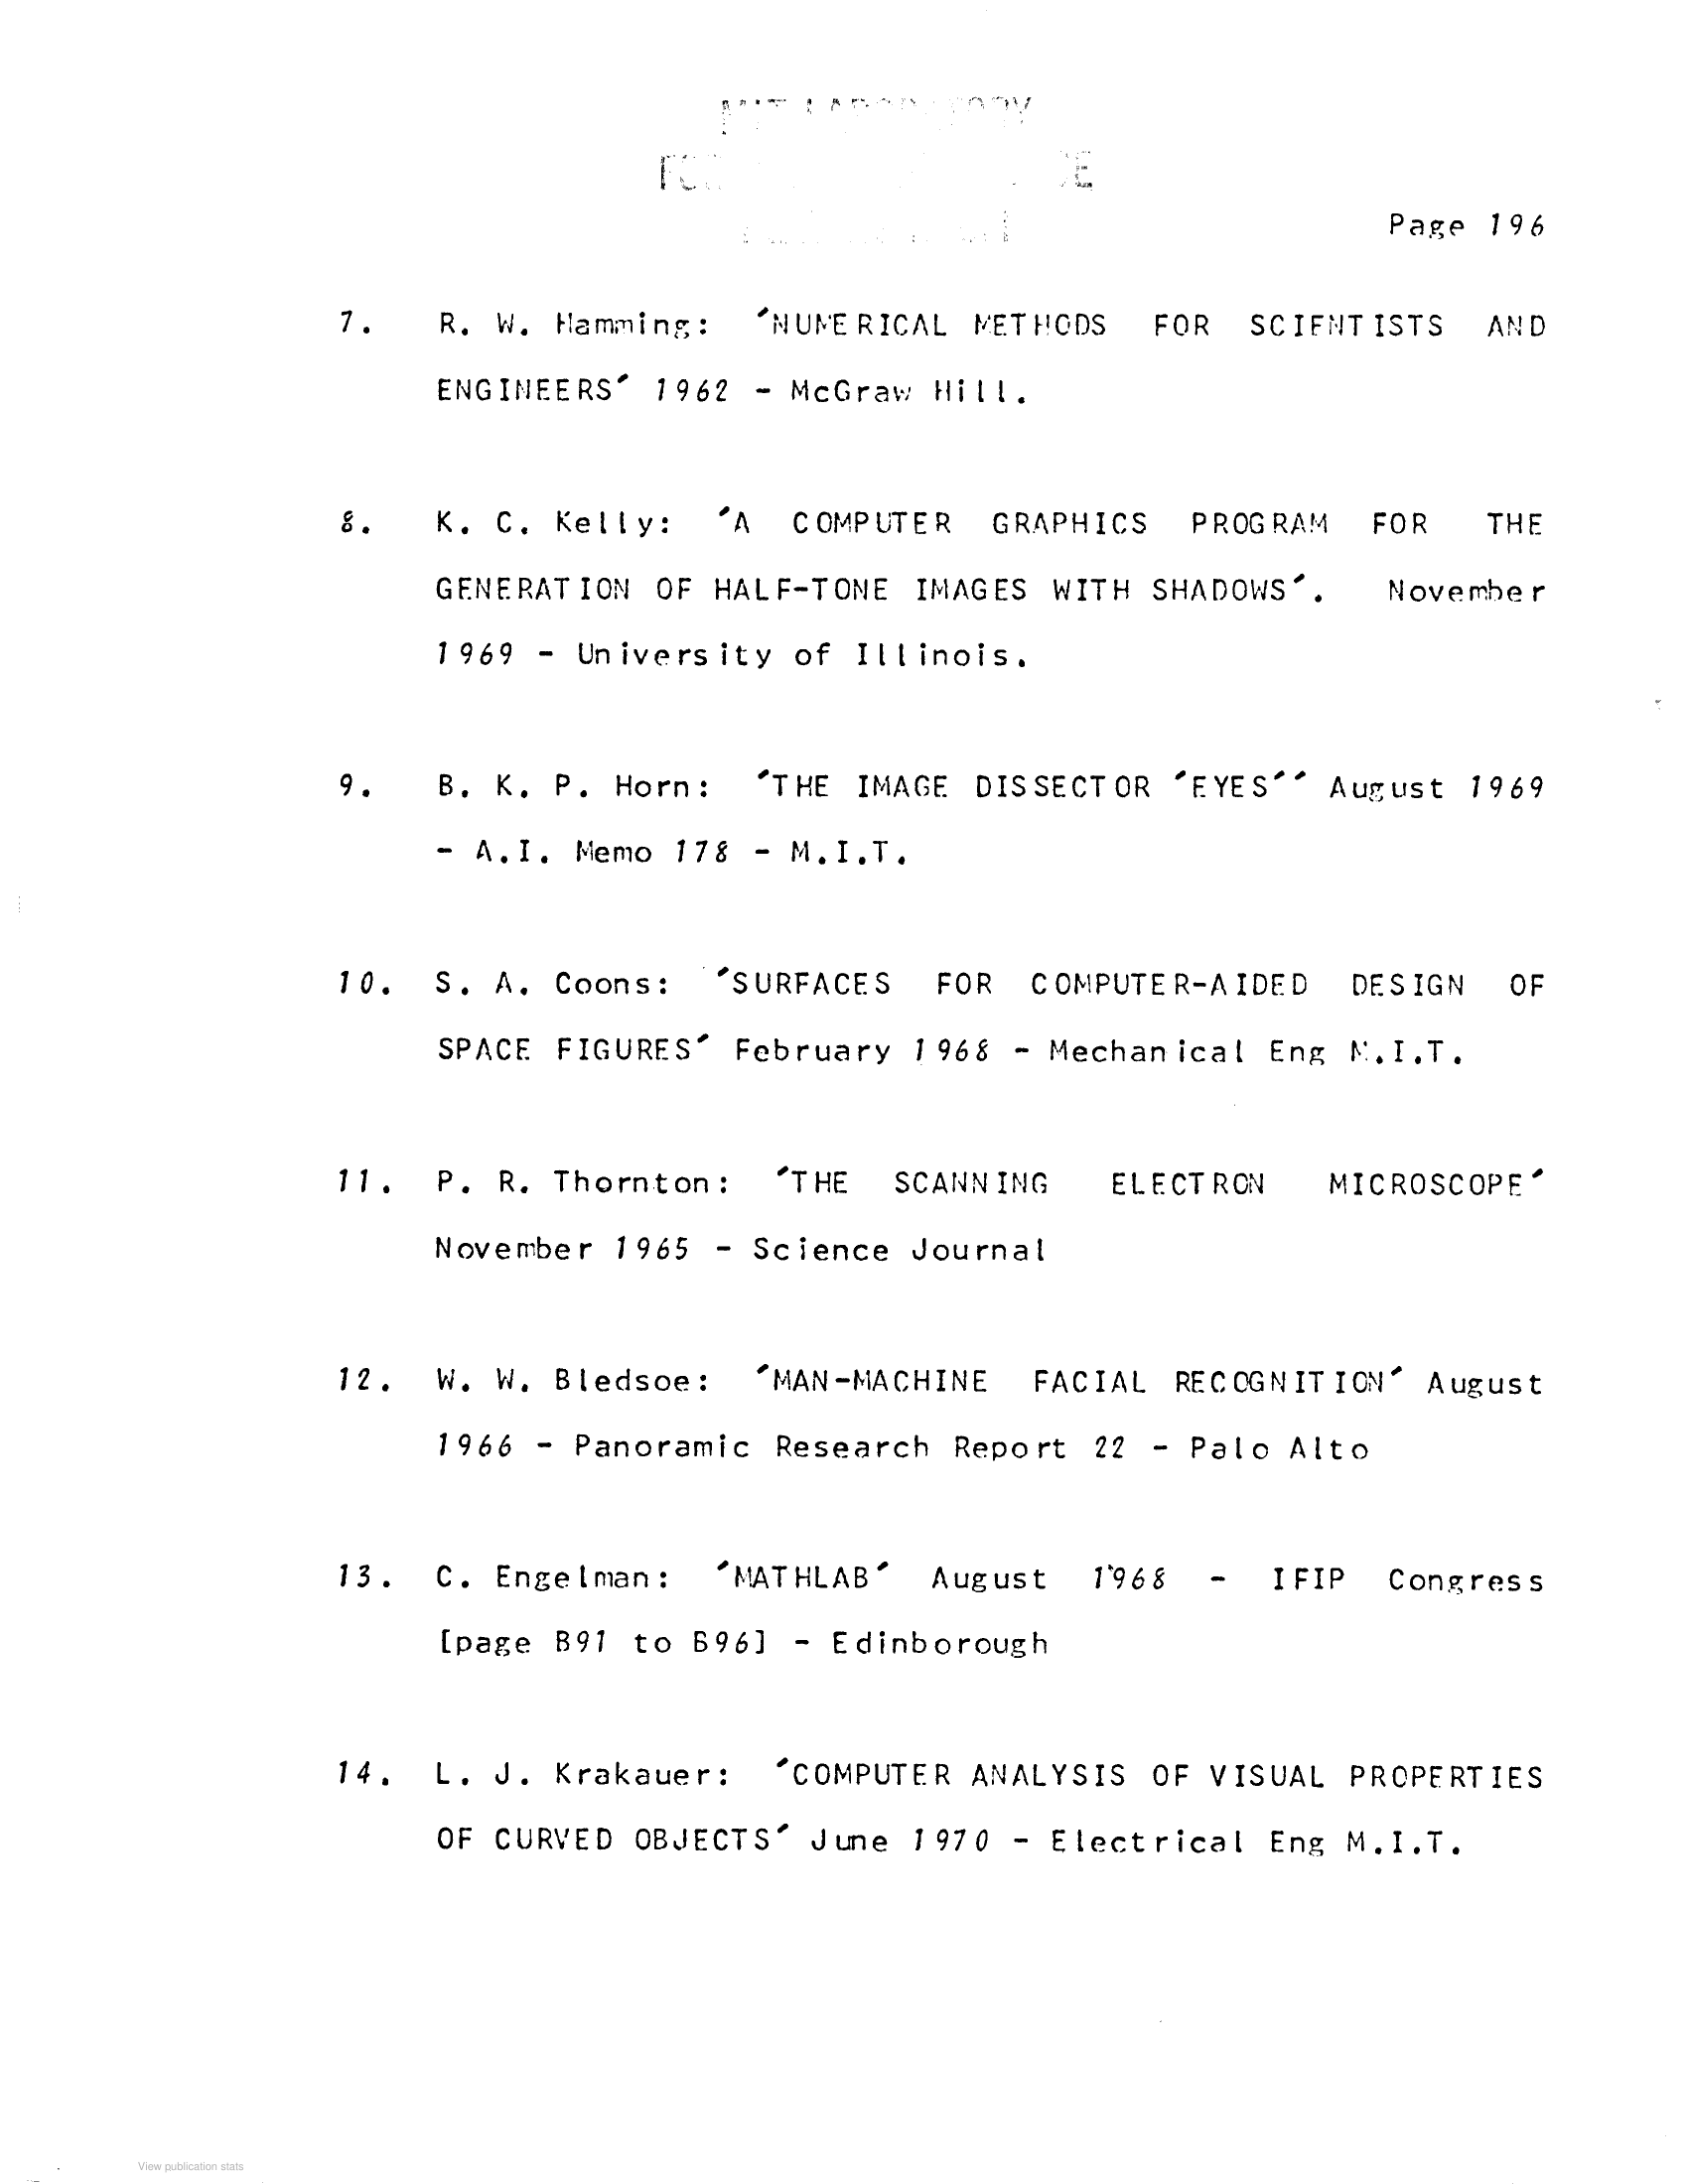 Page 196
7. R. W. Hamming: 'NUMERICAL METHODS FOR SCIENTISTS AND
ENGINEERS' 1962 - McGraw Hill.
8. K. C. Kelly: 'A COMPUTER GRAPHICS PROGRAM FOR THE
GENERATION OF HALF-TONE IMAGES WITH SHADOWS'. November
1969 - University of Illinois.
9. B. K. P. Horn: 'THE IMAGE DISSECTOR 'EYES'' August 1969
- A.I. Memo 178 - M.I.T.
10. S. A. Coons: 'SURFACES FOR COMPUTER-AIDED DESIGN OF
SPACE FIGURES' February 1968 - Mechanical Eng M.I.T.
11. P. R. Thornton: 'THE SCANNING ELECTRON MICROSCOPE'
November 1965 - Science Journal
12. W. W. Bledsoe: 'MAN-MACHINE FACIAL RECOGNITION' August
1966 - Panoramic Research Report 22 - Palo Alto
13. C. Engelman: 'MATHLAB' August 1968 - IFIP Congress
[page B91 to B96] - Edinborough
14. L. J. Krakauer: 'COMPUTER ANALYSIS OF VISUAL PROPERTIES
OF CURVED OBJECTS' June 1970 - Electrical Eng M.I.T.
View publication stats